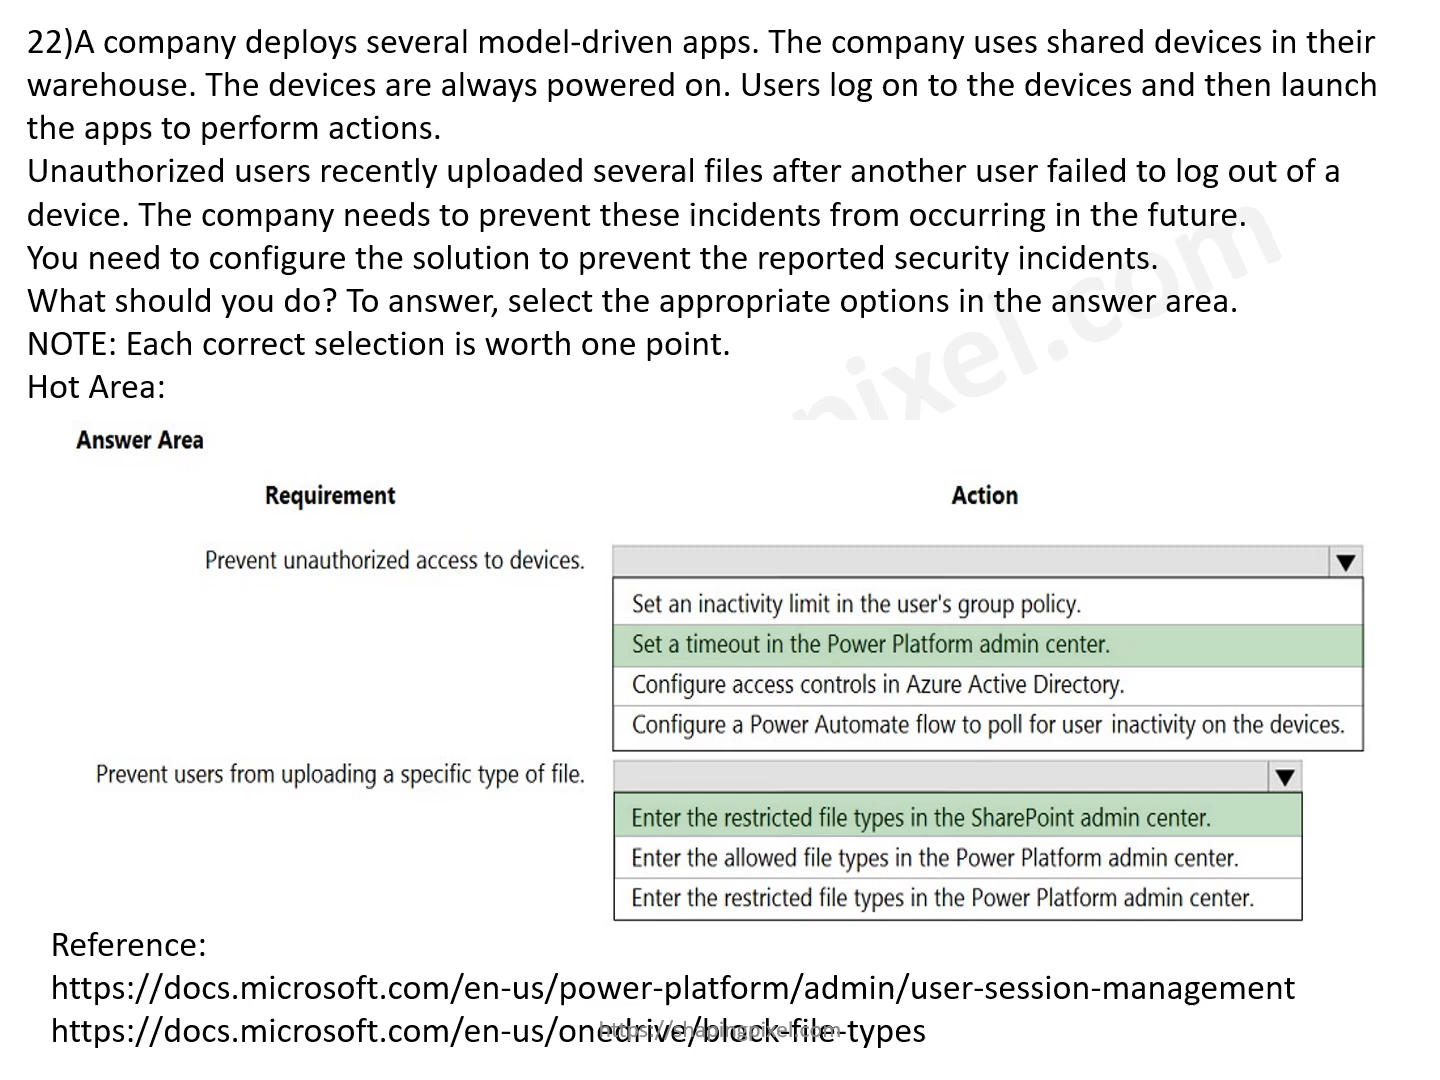 22)A company deploys several model-driven apps. The company uses shared devices in their
warehouse. The devices are always powered on. Users log on to the devices and then launch
the apps to perform actions.
Unauthorized users recently uploaded several files after another user failed to log out of a
device. The company needs to prevent these incidents from occurring in the future.
You need to configure the solution to prevent the reported security incidents.
What should you do? To answer, select the appropriate options in the answer area.
NOTE: Each correct selection is worth one point.
Hot Area:
pixel.com
Answer Area
Requirement Action
Prevent unauthorized access to devices.
Set an inactivity limit in the user's group policy.
Set a timeout in the Power Platform admin center.
Configure access controls in Azure Active Directory.
Configure a Power Automate flow to poll for user inactivity on the devices.
Prevent users from uploading a specific type of file.
Enter the restricted file types in the SharePoint admin center.
Enter the allowed file types in the Power Platform admin center.
Enter the restricted file types in the Power Platform admin center.
Reference:
https://docs.microsoft.com/en-us/power-platform/admin/user-session-management
https://docs.microsoft.com/en-us/onedrive/block-file-types
https://shapingpixel.com